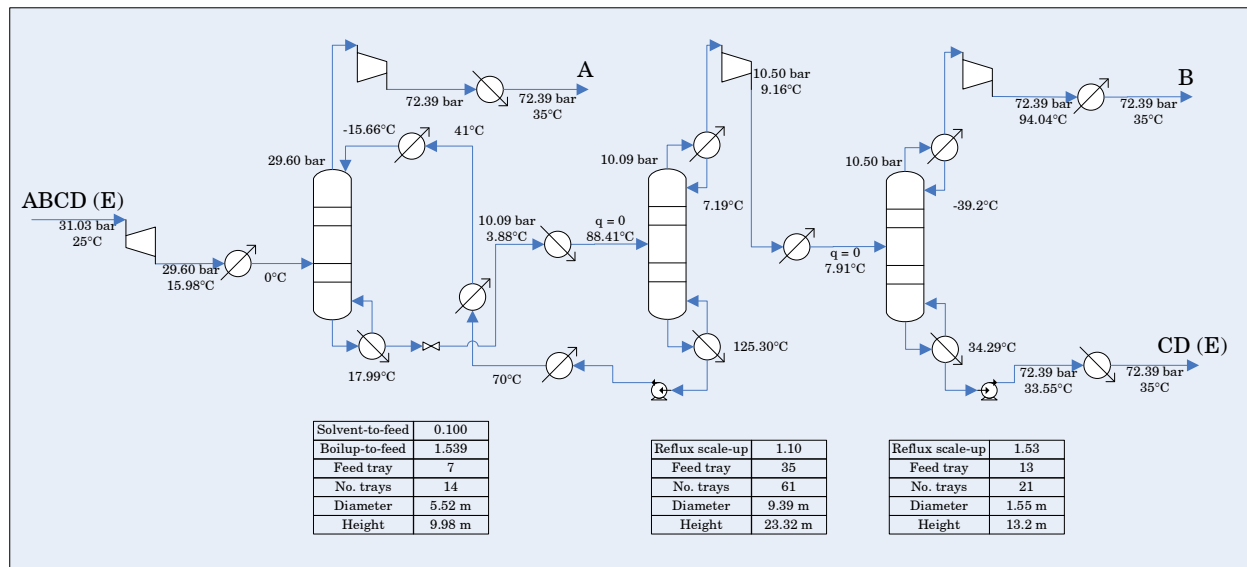 A
B
72.39 bar
72.39 bar
35°C
10.50 bar
9.16°C
72.39 bar
94.04°C
72.39 bar
35°C
-15.66°C
41°C
29.60 bar
10.09 bar
10.50 bar
7.19°C
-39.2°C
ABCD (E)
31.03 bar
25°C
29.60 bar
15.98°C
0°C
10.09 bar
3.88°C
q = 0
88.41°C
q = 0
7.91°C
17.99°C
70°C
125.30°C
34.29°C
CD (E)
72.39 bar
33.55°C
72.39 bar
35°C
Solvent-to-feed 0.100
Boilup-to-feed 1.539
Feed tray 7
No. trays 14
Diameter 5.52 m
Height 9.98 m
Reflux scale-up 1.10
Feed tray 35
No. trays 61
Diameter 9.39 m
Height 23.32 m
Reflux scale-up 1.53
Feed tray 13
No. trays 21
Diameter 1.55 m
Height 13.2 m